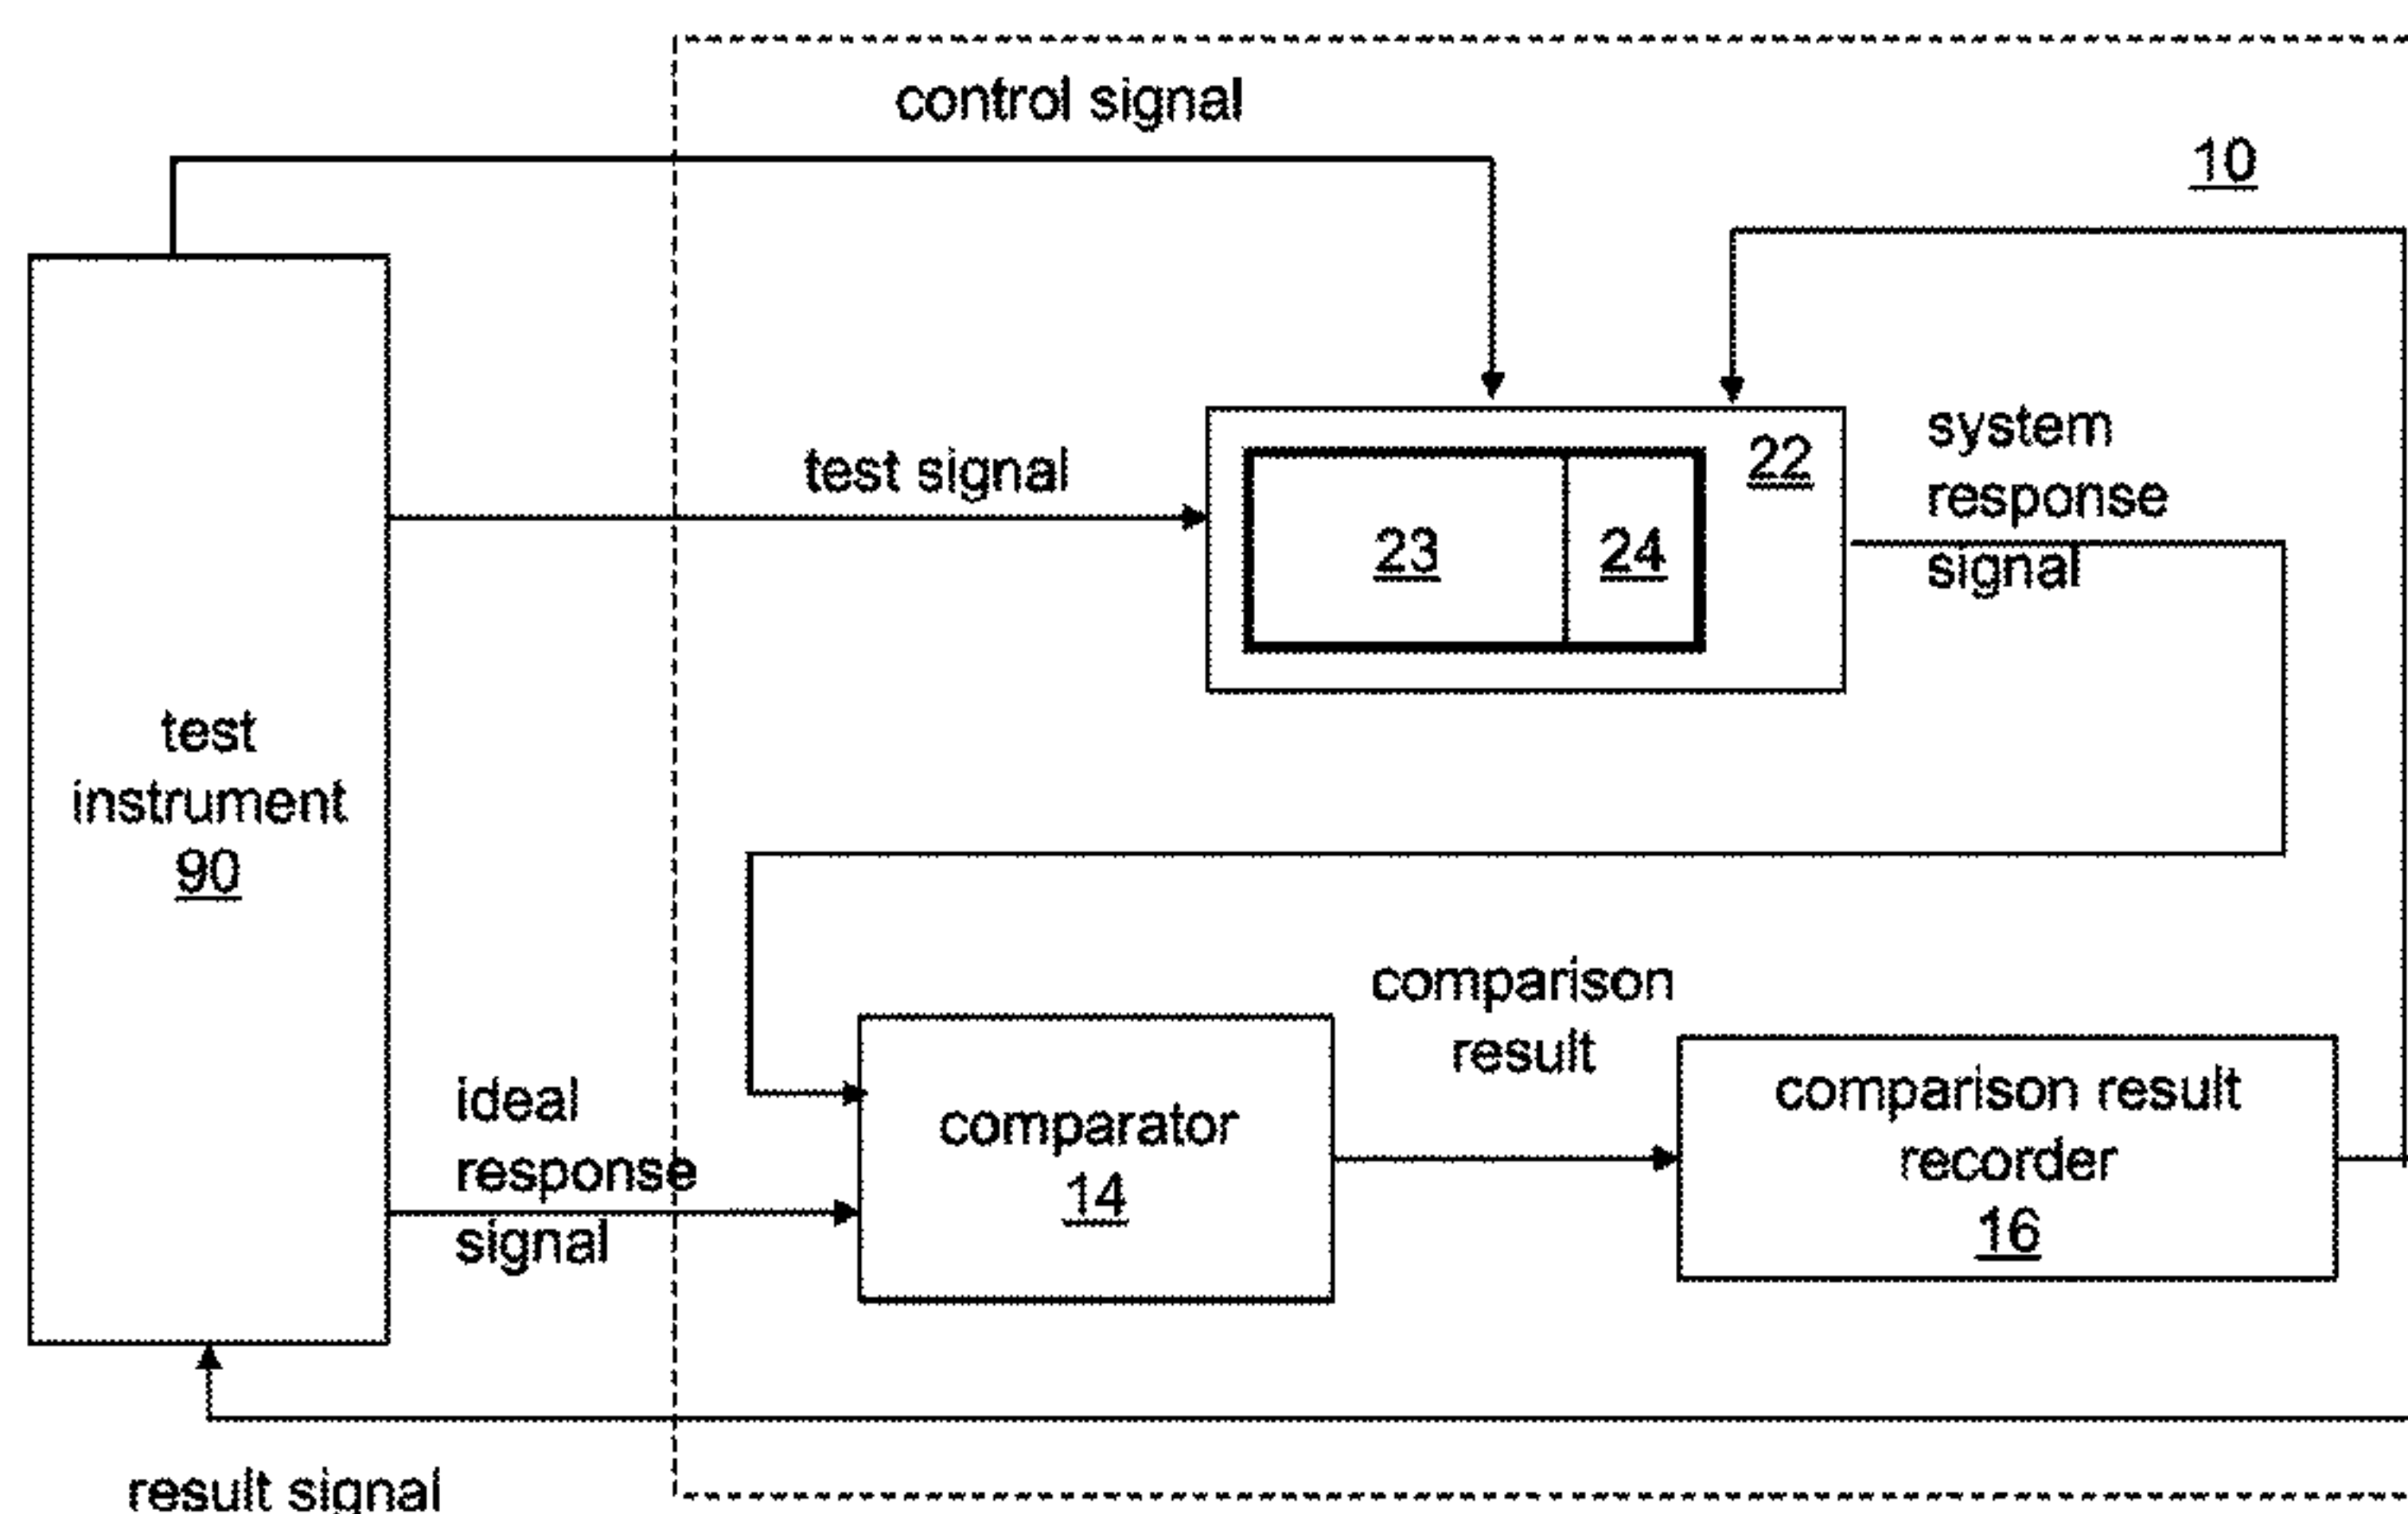 control signal
10
test signal
22
system
response
signal
23
24
test
instrument
90
comparison
result
ideal
response
signal
comparator
14
comparison result
recorder
16
result signal